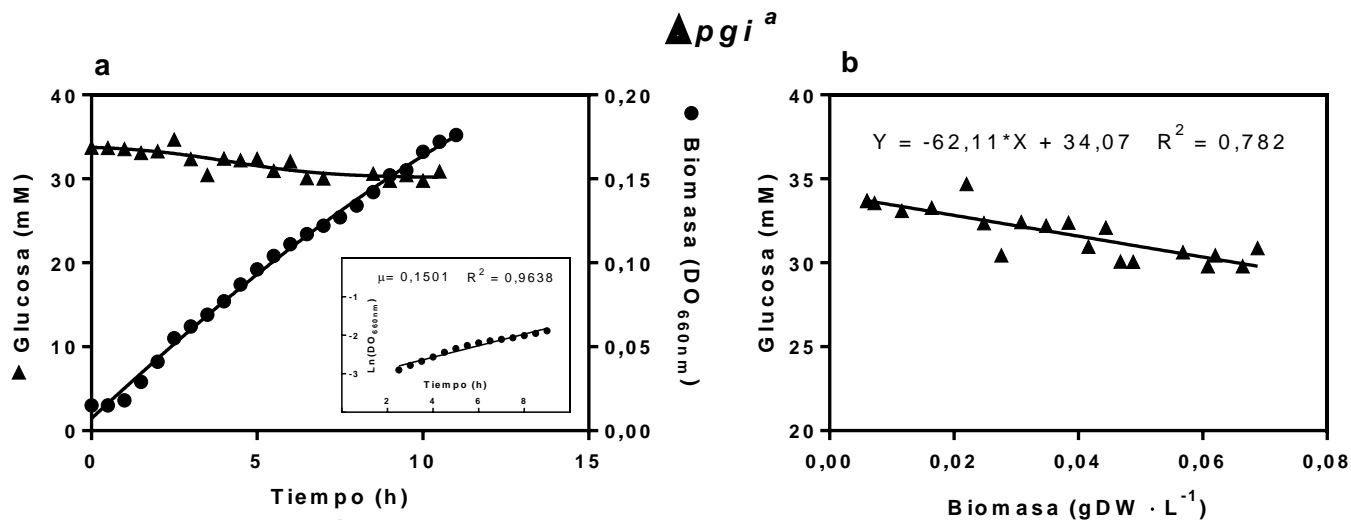 ▲pgi ᵃ
a
40
30
20
10
0
▲ Glucosa (mM)
0,20
0,15
0,10
0,05
0,00
● Biomasa (DO₆₆₀nm)
0 5 10 15
Tiempo (h)
μ= 0,1501 R² = 0,9638
-1
-2
-3
Ln(DO₆₆₀nm)
Tiempo (h)
2 4 6 8
b
Y = -62,11*X + 34,07 R² = 0,782
40
35
30
25
20
Glucosa (mM)
0,00 0,02 0,04 0,06 0,08
Biomasa (gDW · L⁻¹)